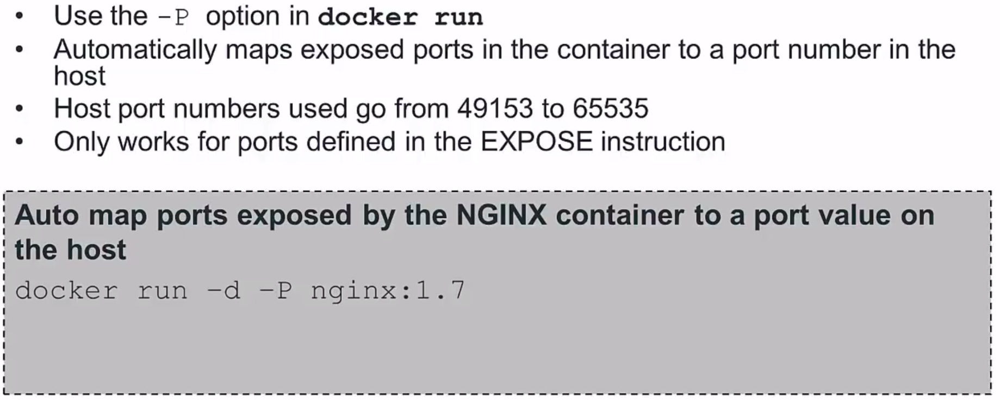 • Use the -P option in docker run
• Automatically maps exposed ports in the container to a port number in the
host
• Host port numbers used go from 49153 to 65535
• Only works for ports defined in the EXPOSE instruction
Auto map ports exposed by the NGINX container to a port value on
the host
docker run -d -P nginx:1.7